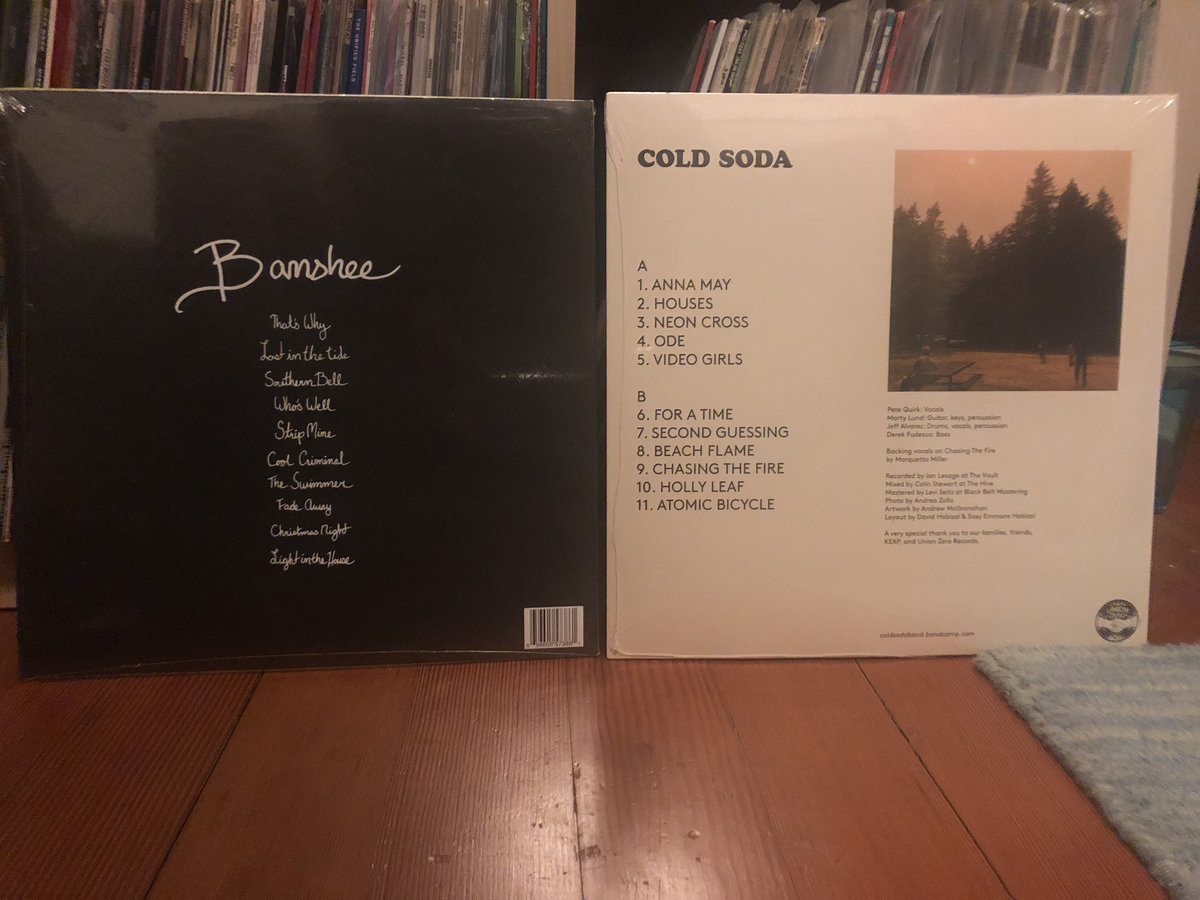 THE UNIFIED FIELD
Banshee
That's Why
Lost in the tide
Southern Bell
Who's Well
Strip Mine
Cool Criminal
The Swimmer
Fade Away
Christmas Night
Light in the House
COLD SODA
A
1. ANNA MAY
2. HOUSES
3. NEON CROSS
4. ODE
5. VIDEO GIRLS
B
6. FOR A TIME
7. SECOND GUESSING
8. BEACH FLAME
9. CHASING THE FIRE
10. HOLLY LEAF
11. ATOMIC BICYCLE
Pete Quirk: Vocals
Marty Lund: Guitar, keys, percussion
Jeff Alvarez: Drums, vocals, percussion
Derek Fudesco: Bass
Backing vocals on Chasing The Fire
by Marquetta Miller
Recorded by Ian Lesage at The Vault
Mixed by Colin Stewart at The Hive
Mastered by Levi Seitz at Black Belt Mastering
Photo by Andrea Zollo
Artwork by Andrew McGranahan
Layout by David Habizal & Sissy Emmons Habizal
A very special thank you to our families, friends,
KEXP, and Union Zero Records.
coldsodaband.bandcamp.com